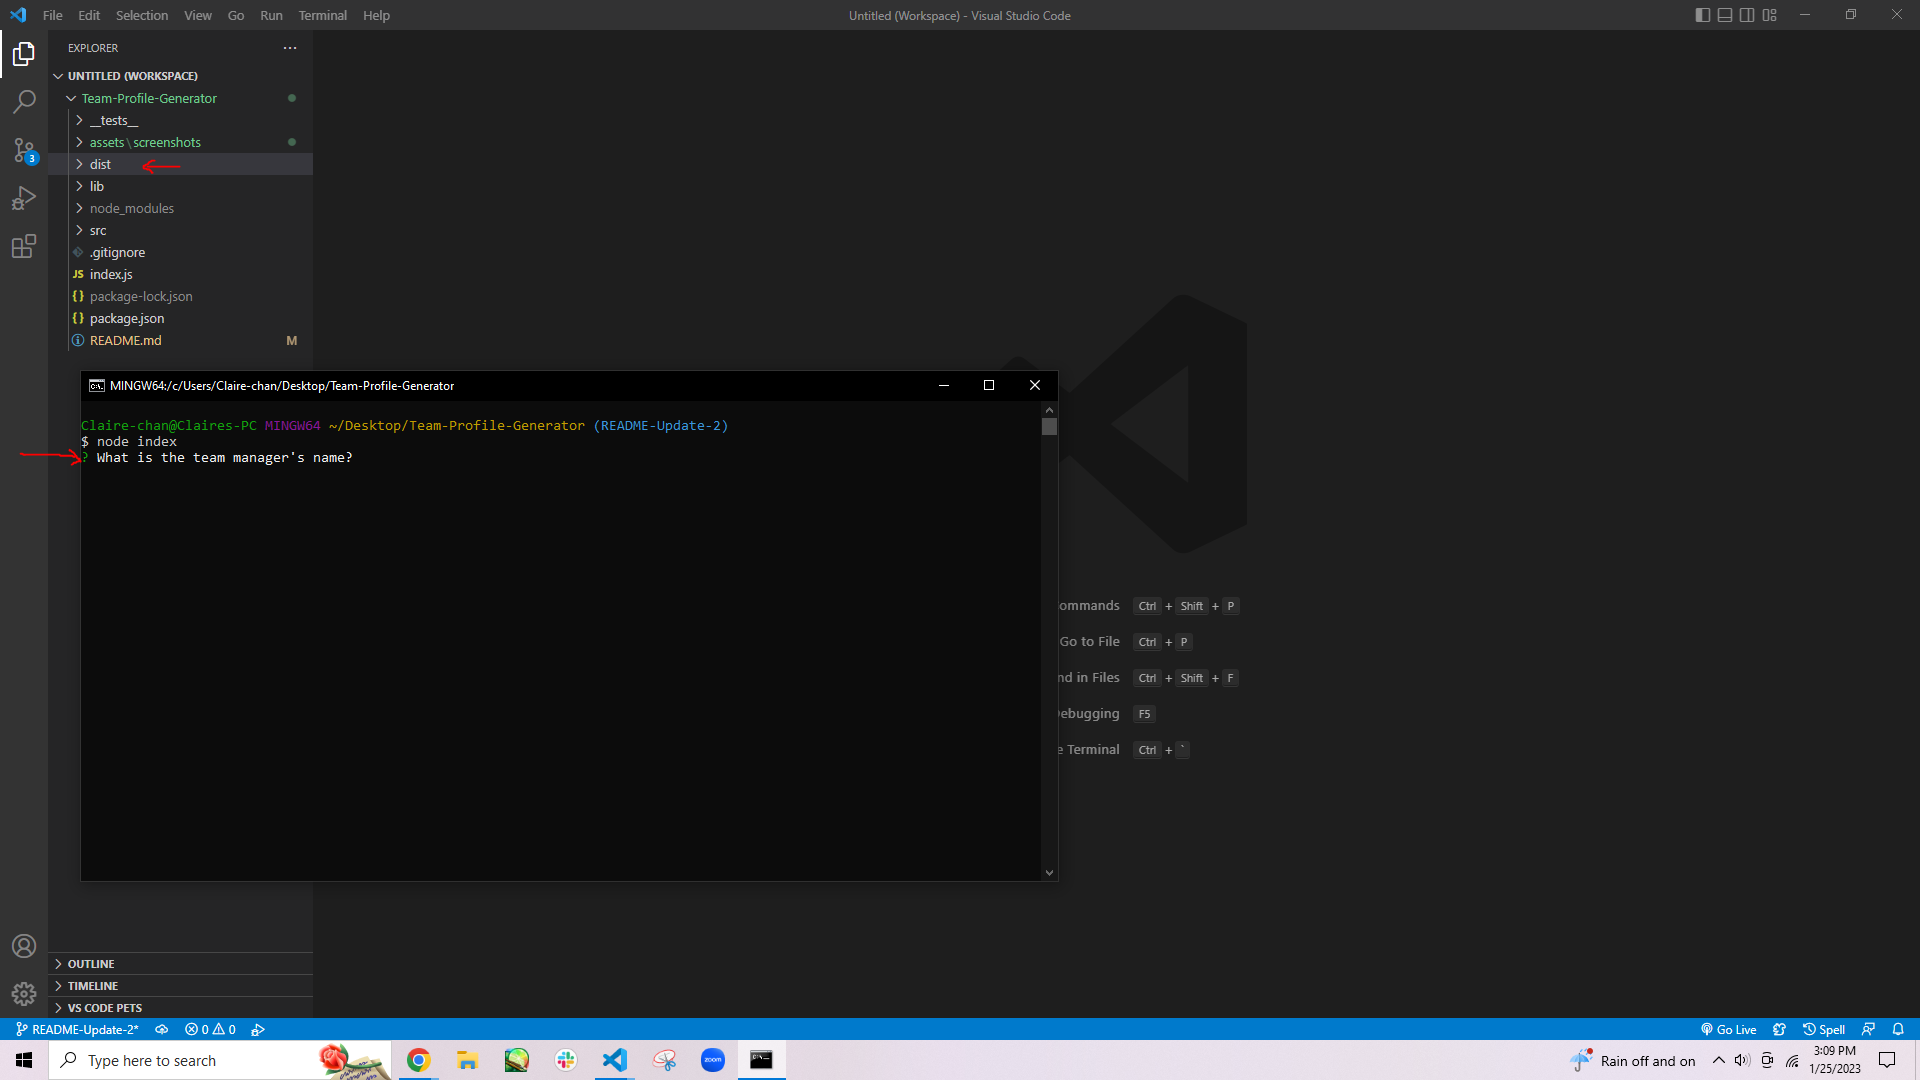 File Edit Selection View Go Run Terminal Help
Untitled (Workspace) - Visual Studio Code
EXPLORER
UNTITLED (WORKSPACE)
Team-Profile-Generator
__tests__
assets\screenshots
dist
lib
node_modules
src
.gitignore
JS index.js
{} package-lock.json
{} package.json
README.md M
3
MINGW64:/c/Users/Claire-chan/Desktop/Team-Profile-Generator
Claire-chan@Claires-PC MINGW64 ~/Desktop/Team-Profile-Generator (README-Update-2)
$ node index
? What is the team manager's name?
ommands Ctrl + Shift + P
Go to File Ctrl + P
nd in Files Ctrl + Shift + F
ebugging F5
e Terminal Ctrl + `
OUTLINE
TIMELINE
VS CODE PETS
README-Update-2* 0 0
Go Live Spell
Type here to search
zoom
Rain off and on
3:09 PM
1/25/2023